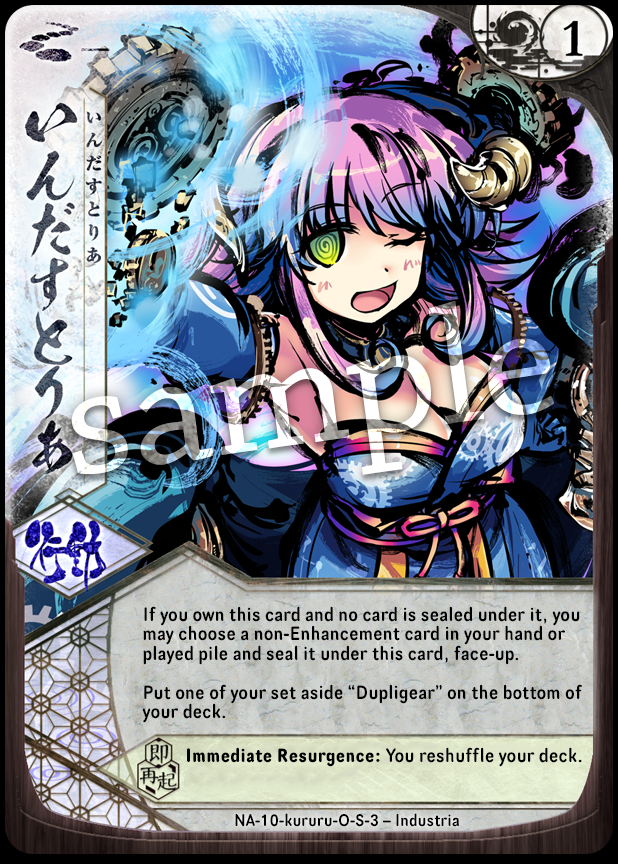 1
いんだすとりぁ
いんだすとりあ
sample
行動
If you own this card and no card is sealed under it, you
may choose a non-Enhancement card in your hand or
played pile and seal it under this card, face-up.
Put one of your set aside “Dupligear” on the bottom of
your deck.
即
再起
Immediate Resurgence: You reshuffle your deck.
NA-10-kururu-O-S-3 – Industria